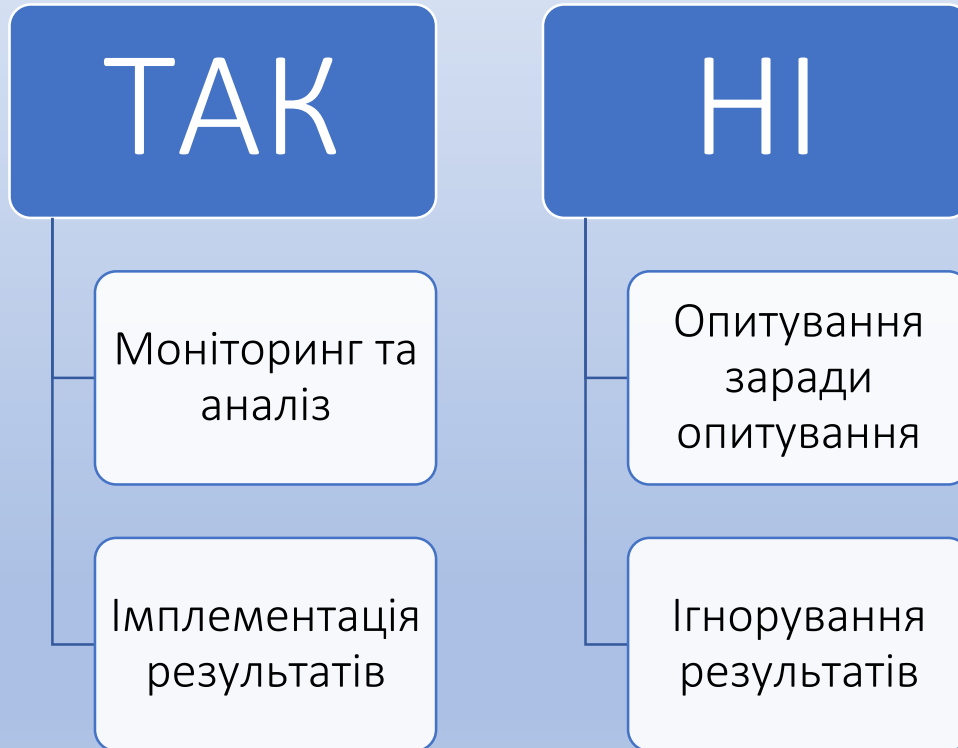 ТАК
Моніторинг та
аналіз
Імплементація
результатів
НІ
Опитування
заради
опитування
Ігнорування
результатів